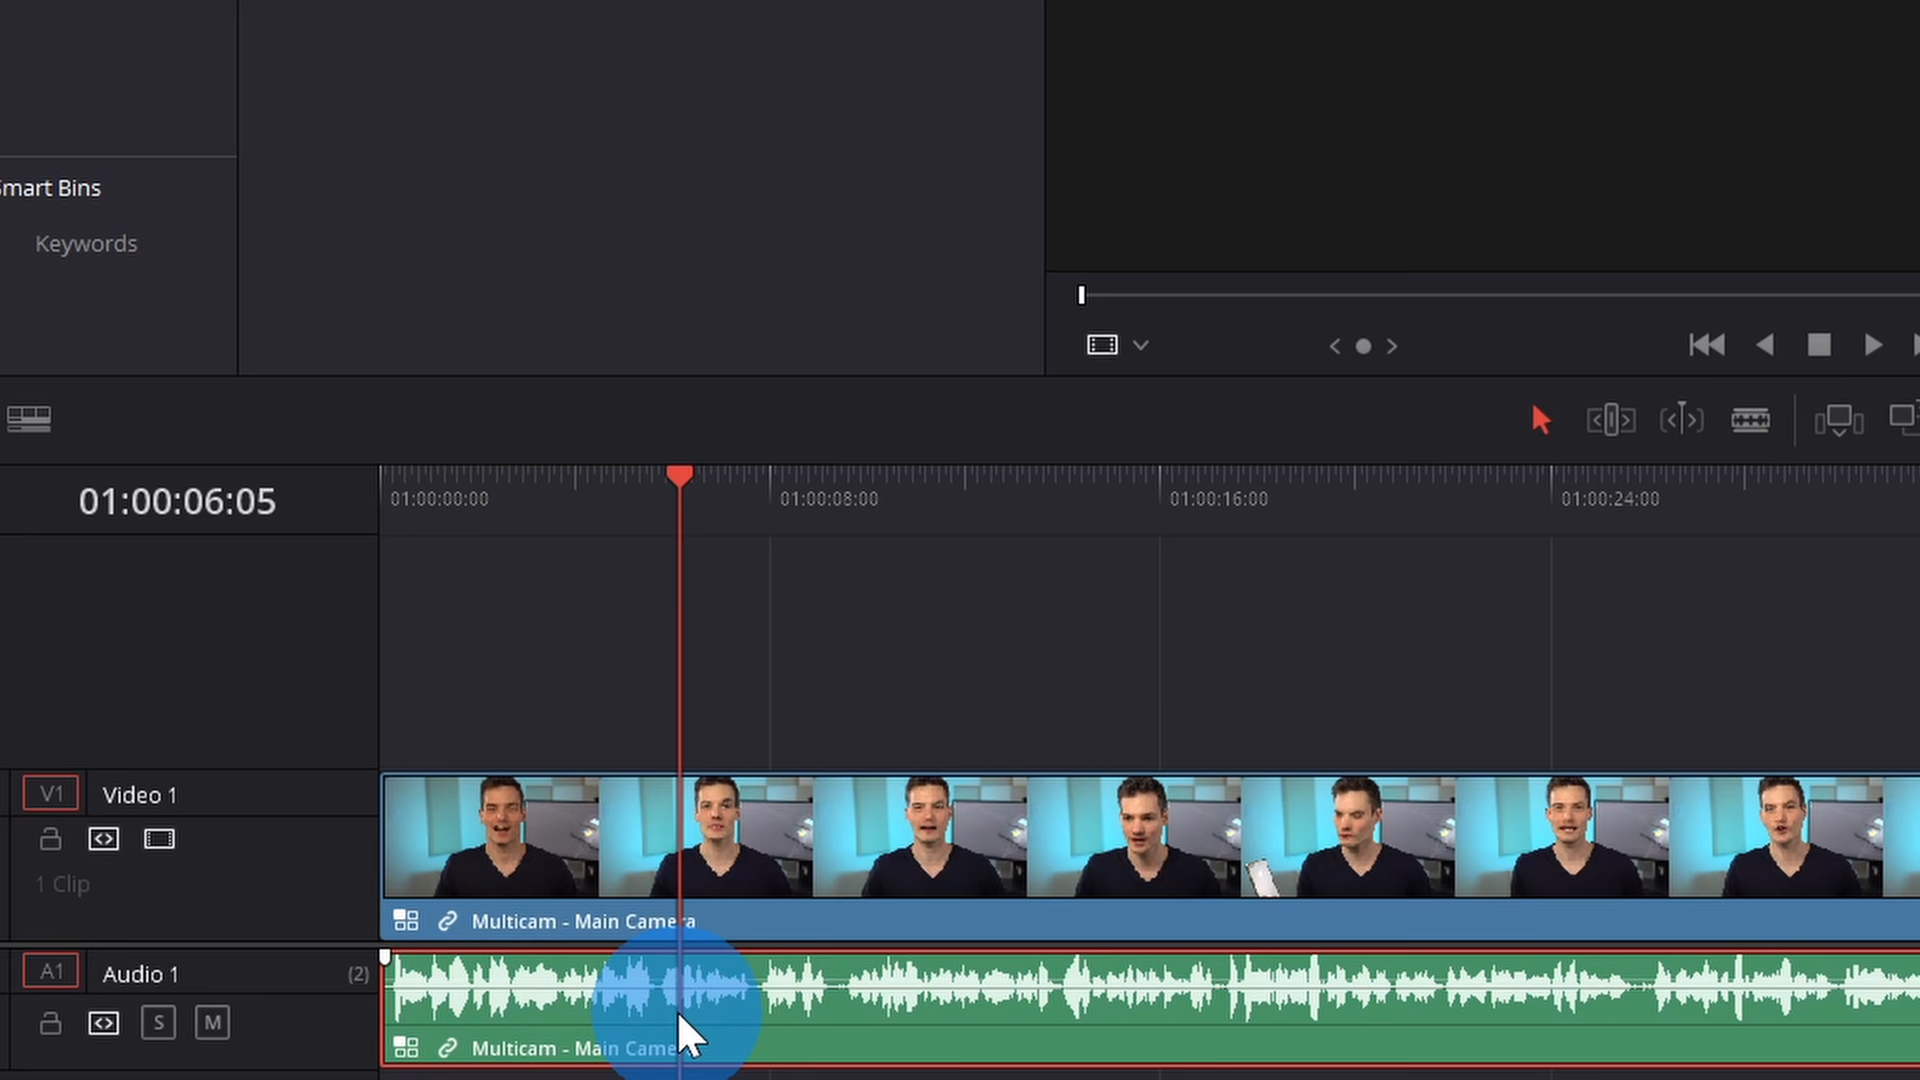 Smart Bins
Keywords
01:00:06:05
01:00:00:00
01:00:08:00
01:00:16:00
01:00:24:00
V1
Video 1
1 Clip
Multicam - Main Camera
A1
Audio 1
(2)
S
M
Multicam - Main Came